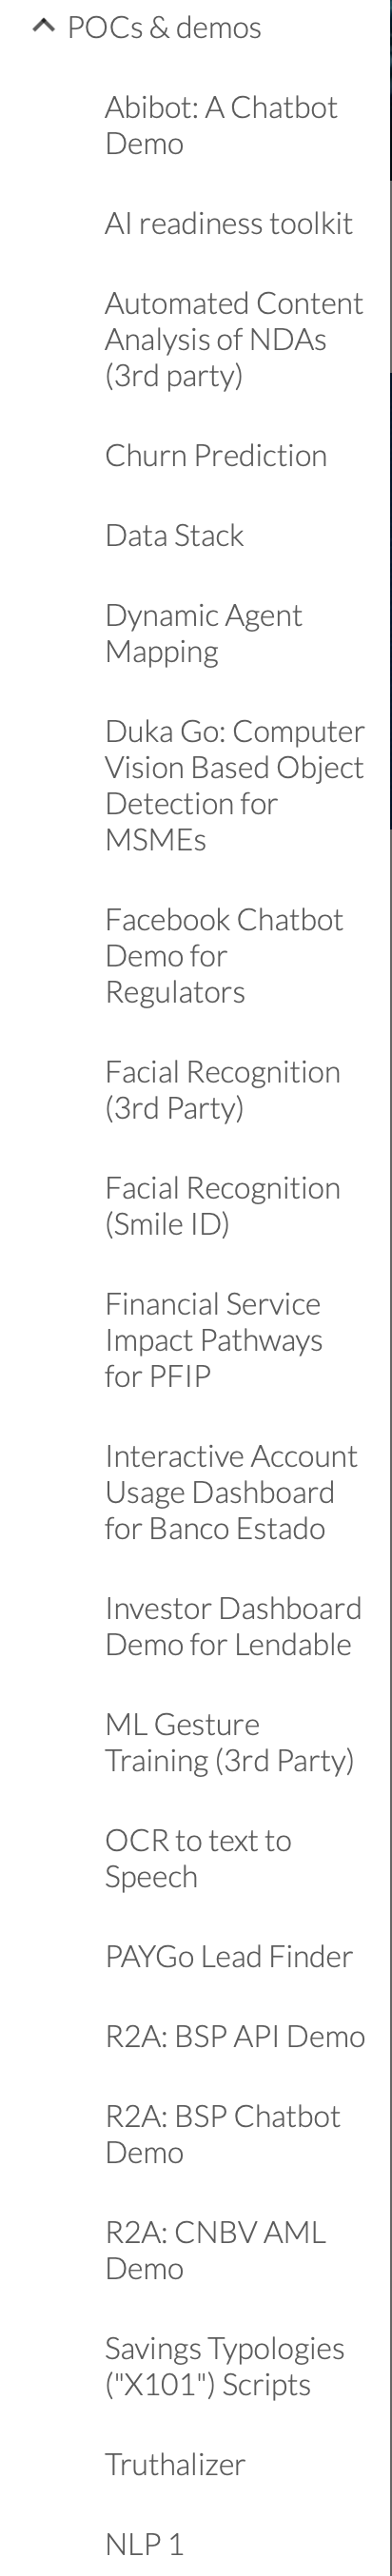 POCs & demos
Abibot: A Chatbot
Demo
AI readiness toolkit
Automated Content
Analysis of NDAs
(3rd party)
Churn Prediction
Data Stack
Dynamic Agent
Mapping
Duka Go: Computer
Vision Based Object
Detection for
MSMEs
Facebook Chatbot
Demo for
Regulators
Facial Recognition
(3rd Party)
Facial Recognition
(Smile ID)
Financial Service
Impact Pathways
for PFIP
Interactive Account
Usage Dashboard
for Banco Estado
Investor Dashboard
Demo for Lendable
ML Gesture
Training (3rd Party)
OCR to text to
Speech
PAYGo Lead Finder
R2A: BSP API Demo
R2A: BSP Chatbot
Demo
R2A: CNBV AML
Demo
Savings Typologies
("X101") Scripts
Truthalizer
NLP 1